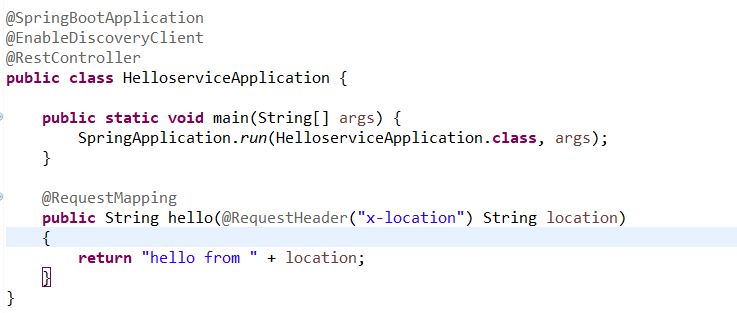 @SpringBootApplication
@EnableDiscoveryClient
@RestController
public class HelloserviceApplication {
public static void main(String[] args) {
SpringApplication.run(HelloserviceApplication.class, args);
}
@RequestMapping
public String hello(@RequestHeader("x-location") String location)
{
return "hello from " + location;
}
}